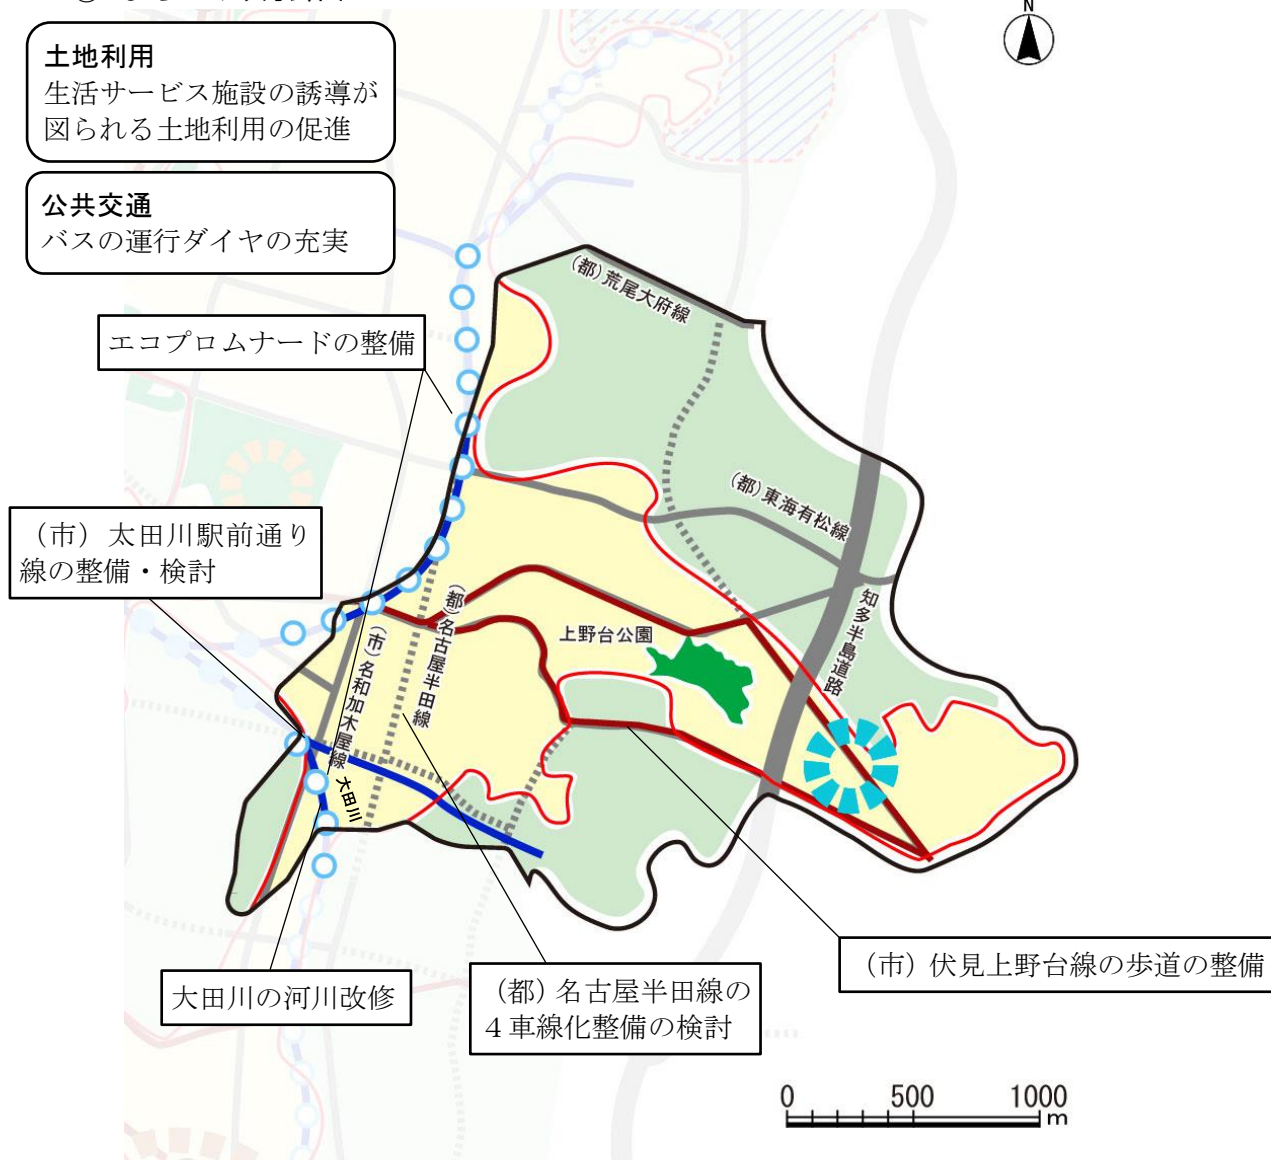 N
土地利用
生活サービス施設の誘導が
図られる土地利用の促進
公共交通
バスの運行ダイヤの充実
(都)荒尾大府線
エコプロムナードの整備
(都)東海有松線
(市)太田川駅前通り
線の整備・検討
知多半島道路
(都)名古屋半田線
上野台公園
(市)名和加木屋線
大田川
(市)伏見上野台線の歩道の整備
大田川の河川改修
(都)名古屋半田線の
4車線化整備の検討
0 500 1000
m